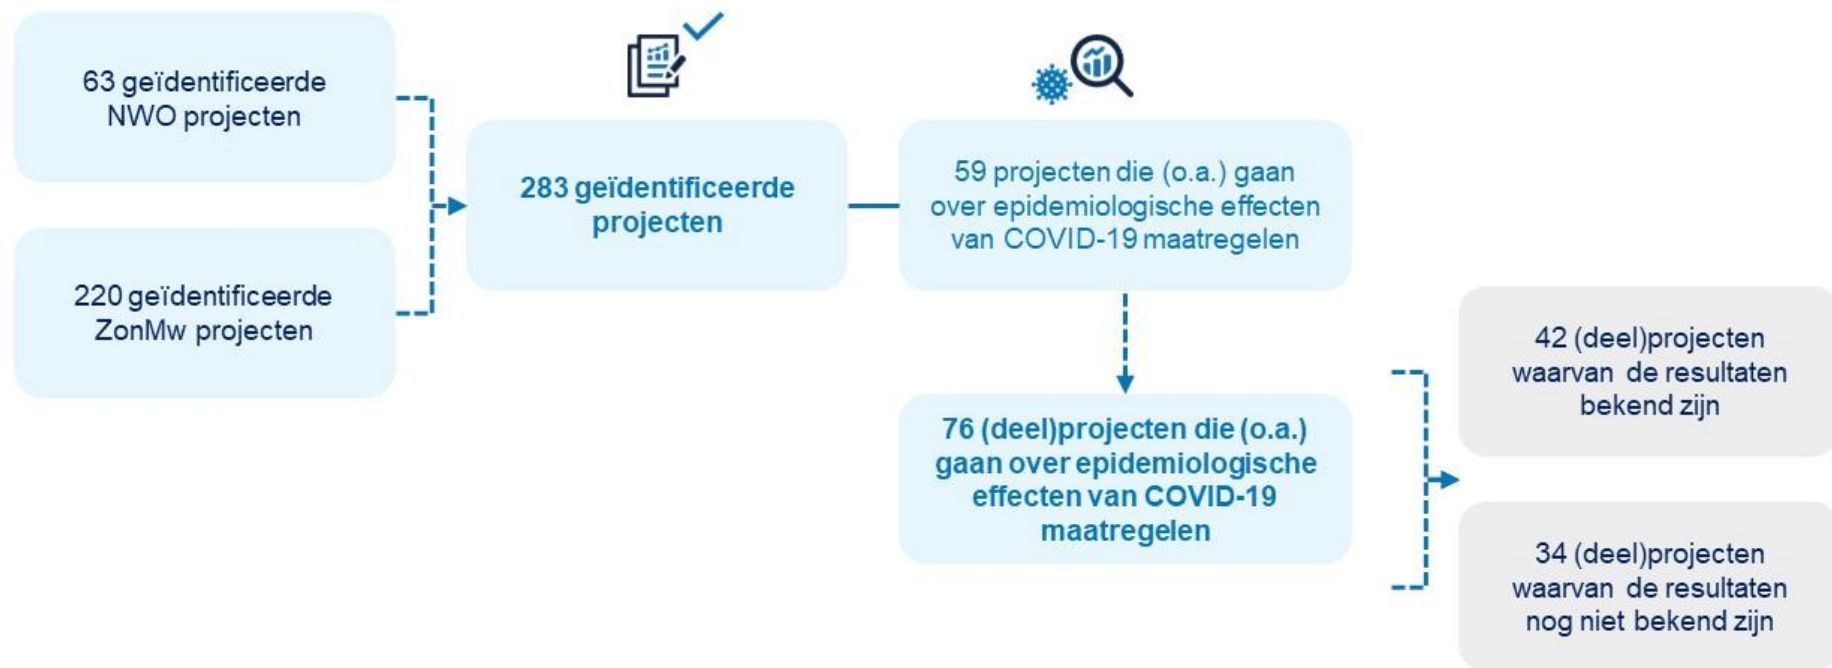 63 geïdentificeerde
NWO projecten
220 geïdentificeerde
ZonMw projecten
283 geïdentificeerde
projecten
59 projecten die (o.a.) gaan
over epidemiologische effecten
van COVID-19 maatregelen
76 (deel)projecten die (o.a.)
gaan over epidemiologische
effecten van COVID-19
maatregelen
42 (deel)projecten
waarvan de resultaten
bekend zijn
34 (deel)projecten
waarvan de resultaten
nog niet bekend zijn